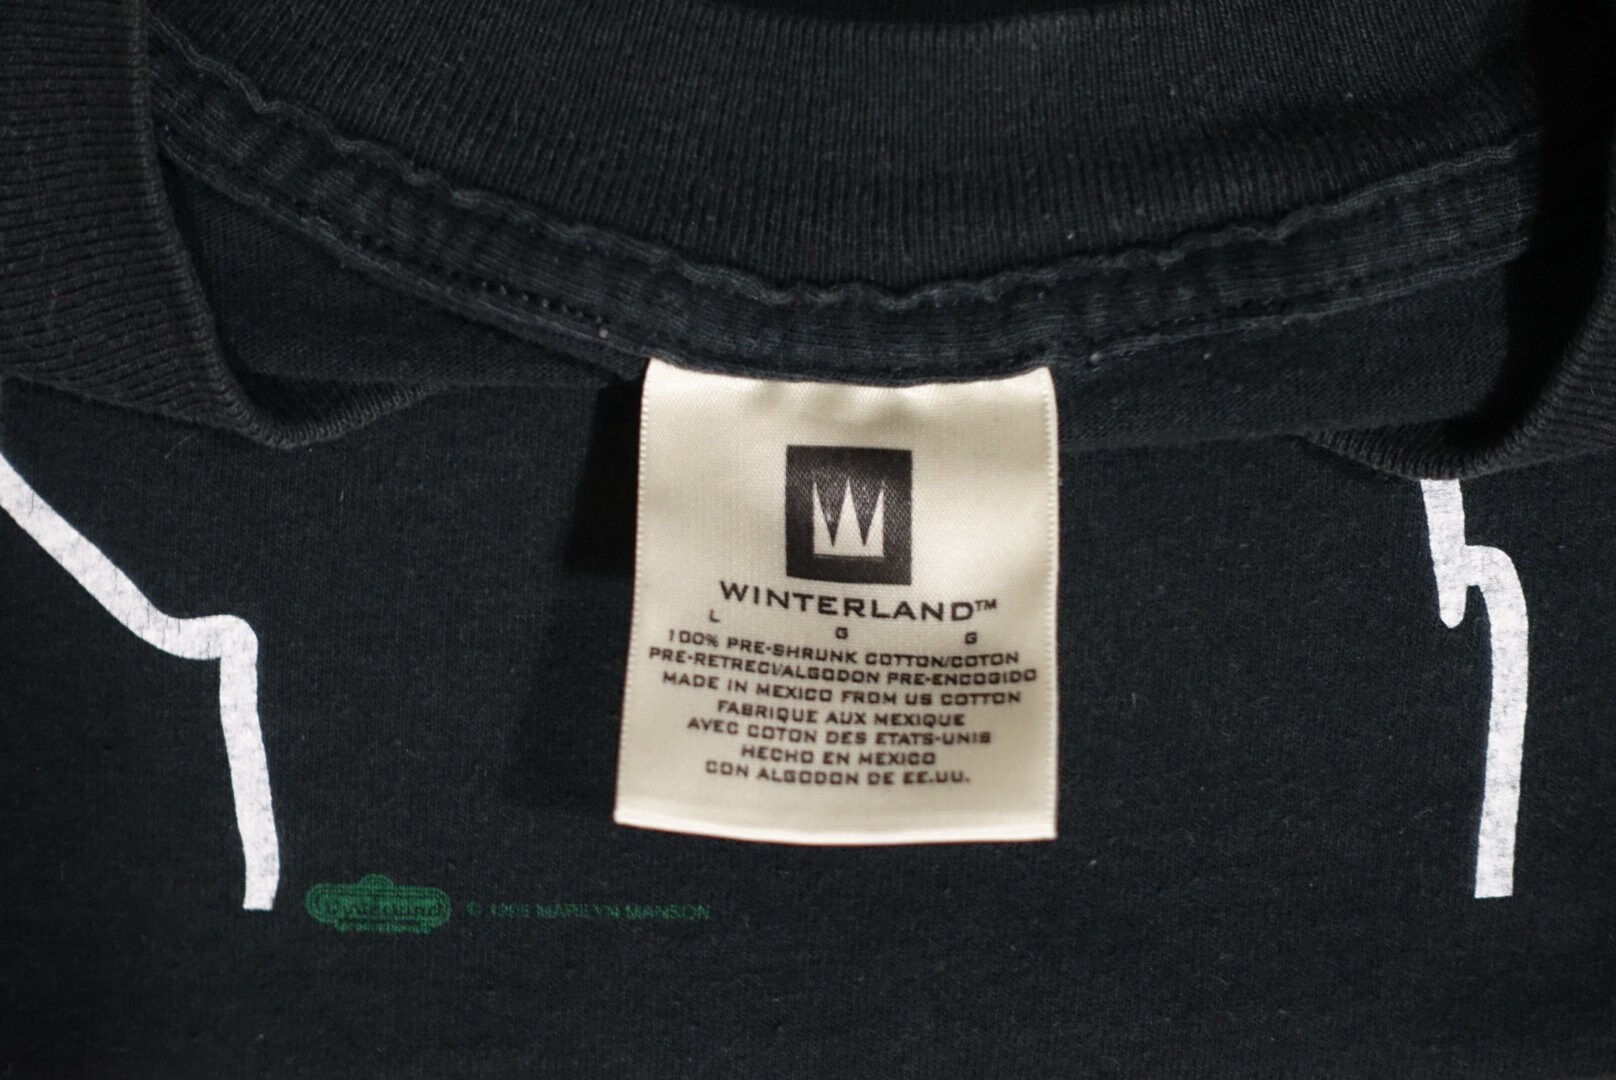 WINTERLAND™
L G G
100% PRE-SHRUNK COTTON/COTON
PRE-RETRECI/ALGODON PRE-ENCOGIDO
MADE IN MEXICO FROM US COTTON
FABRIQUE AUX MEXIQUE
AVEC COTON DES ETATS-UNIS
HECHO EN MEXICO
CON ALGODON DE EE.UU.
© MARILYN MANSON